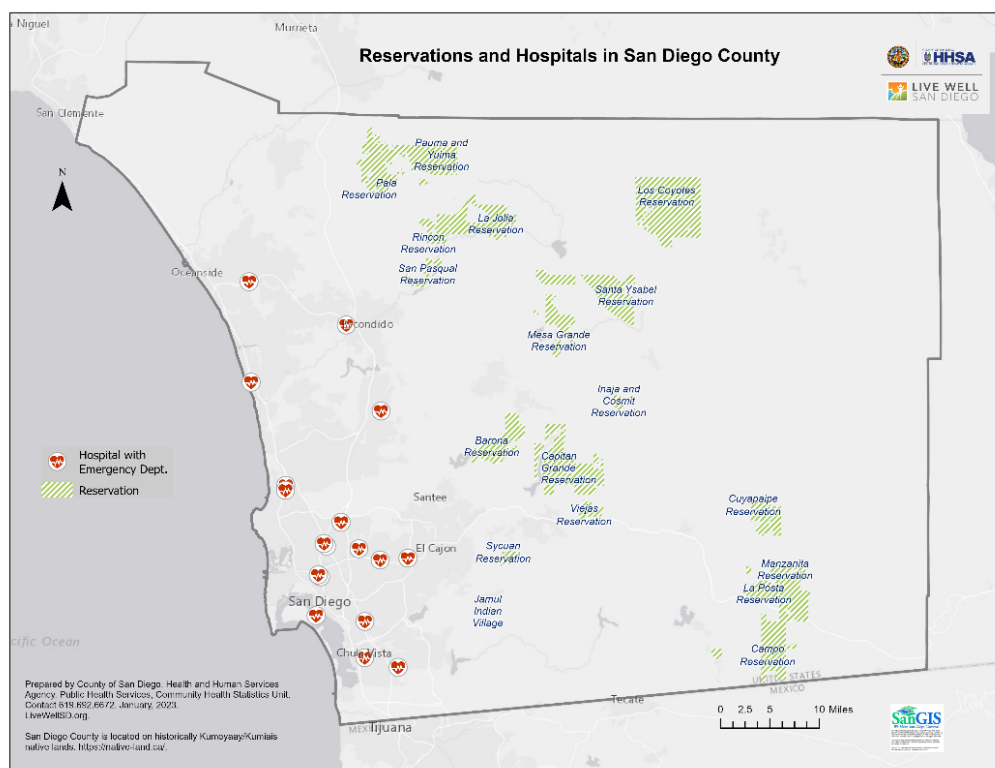 Niguel
Murrieta
Reservations and Hospitals in San Diego County
HHSA
LIVE WELL
SAN DIEGO
San Clemente
N
Pauma and
Yuima
Reservation
Pala
Reservation
Los Coyotes
Reservation
La Jolla
Reservation
Rincon
Reservation
San Pasqual
Reservation
Oceanside
Santa Ysabel
Reservation
Escondido
Mesa Grande
Reservation
Inaja and
Cosmit
Reservation
Barona
Reservation
Capitan
Grande
Reservation
Hospital with
Emergency Dept.
Reservation
Santee
Viejas
Reservation
Cuyapaipe
Reservation
El Cajon
Sycuan
Reservation
Manzanita
Reservation
La Posta
Reservation
San Diego
Jamul
Indian
Village
Pacific Ocean
Chula Vista
Campo
Reservation
UNITED STATES
MEXICO
Tecate
MEXICO
Tijuana
0 2.5 5 10 Miles
Prepared by County of San Diego, Health and Human Services
Agency, Public Health Services, Community Health Statistics Unit.
Contact 619.692.6672. January, 2023.
LiveWellSD.org.
San Diego County is located on historically Kumeyaay/Kumiais
native lands. https://native-land.ca/.
SanGIS